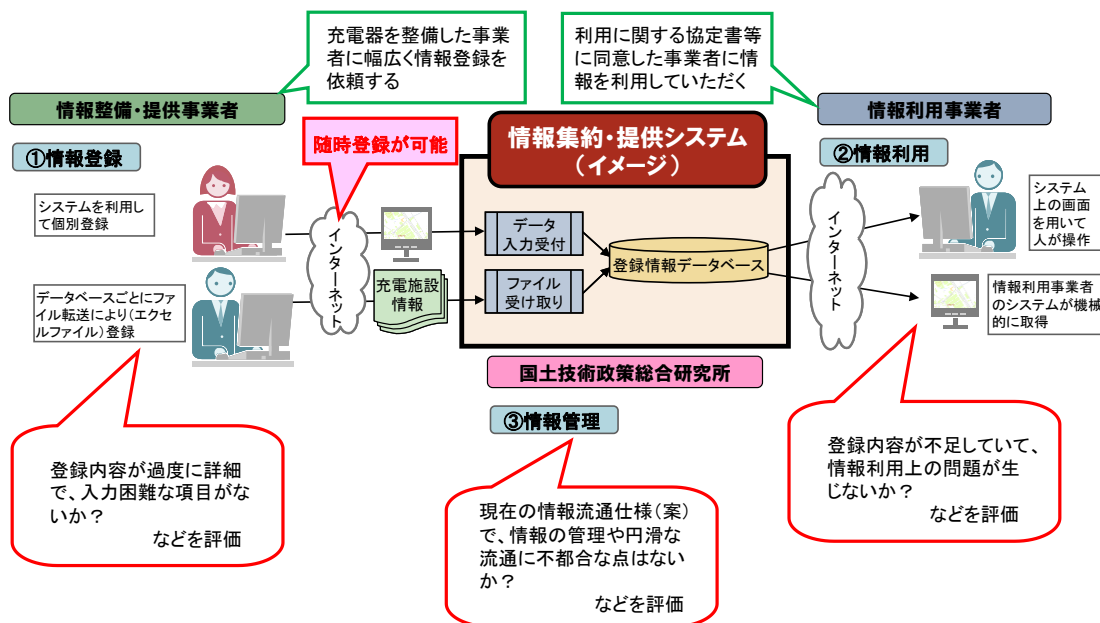 充電器を整備した事業
者に幅広く情報登録を
依頼する
利用に関する協定書等
に同意した事業者に情
報を利用していただく
情報整備・提供事業者
情報利用事業者
随時登録が可能
情報集約・提供システム
(イメージ)
①情報登録
②情報利用
システムを利用し
て個別登録
データベースごとにファ
イル転送により(エクセ
ルファイル)登録
インターネット
充電施設
情報
データ
入力受付
ファイル
受け取り
登録情報データベース
インターネット
システム
上の画面
を用いて
人が操作
情報利用事業者
のシステムが機械
的に取得
国土技術政策総合研究所
③情報管理
登録内容が過度に詳細
で、入力困難な項目がな
いか?
などを評価
現在の情報流通仕様(案)
で、情報の管理や円滑な
流通に不都合な点はない
か?
などを評価
登録内容が不足していて、
情報利用上の問題が生
じないか?
などを評価